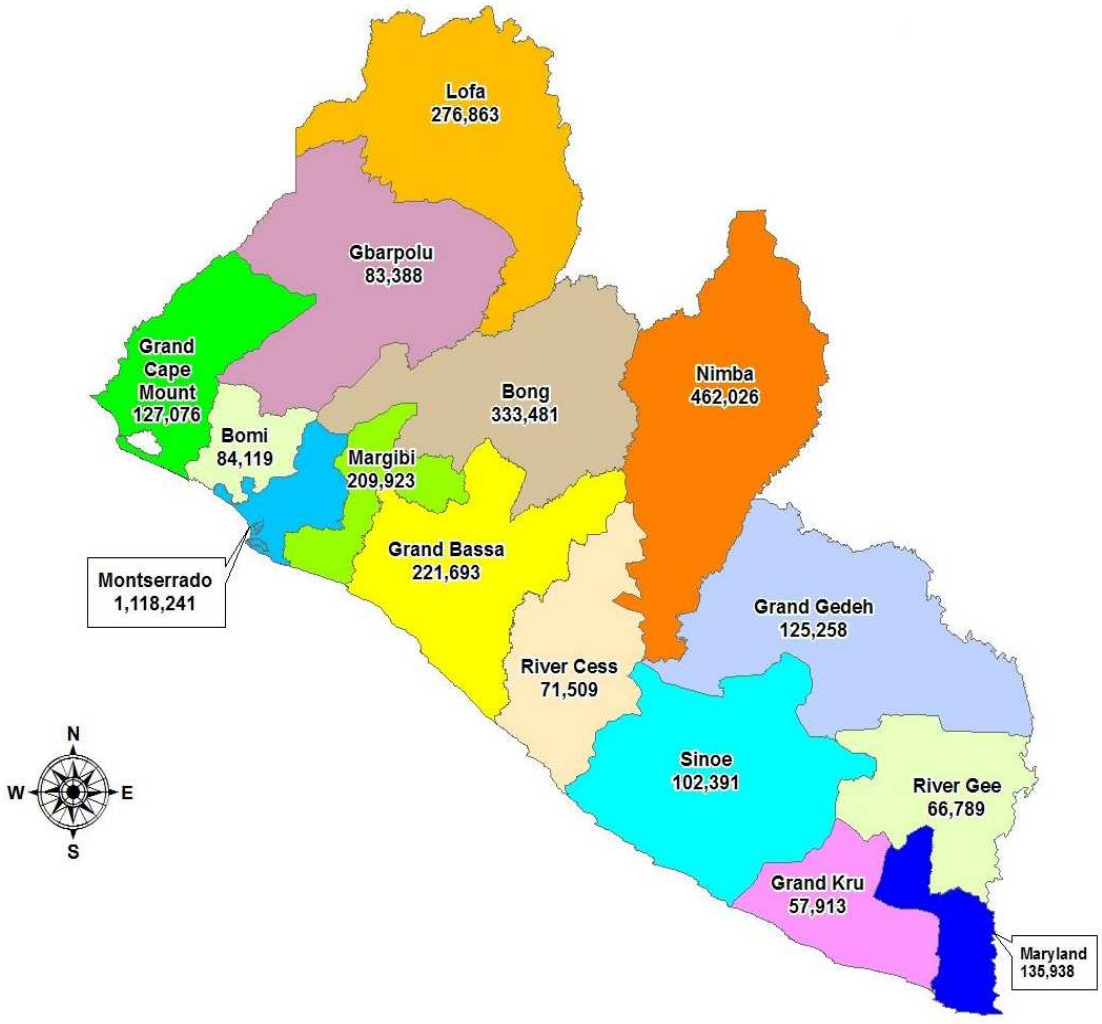 Lofa
276,863
Gbarpolu
83,388
Grand
Cape
Mount
127,076
Nimba
462,026
Bong
333,481
Bomi
84,119
Margibi
209,923
Grand Bassa
221,693
Montserrado
1,118,241
Grand Gedeh
125,258
River Cess
71,509
Sinoe
102,391
River Gee
66,789
Grand Kru
57,913
Maryland
135,938
N
W E
S